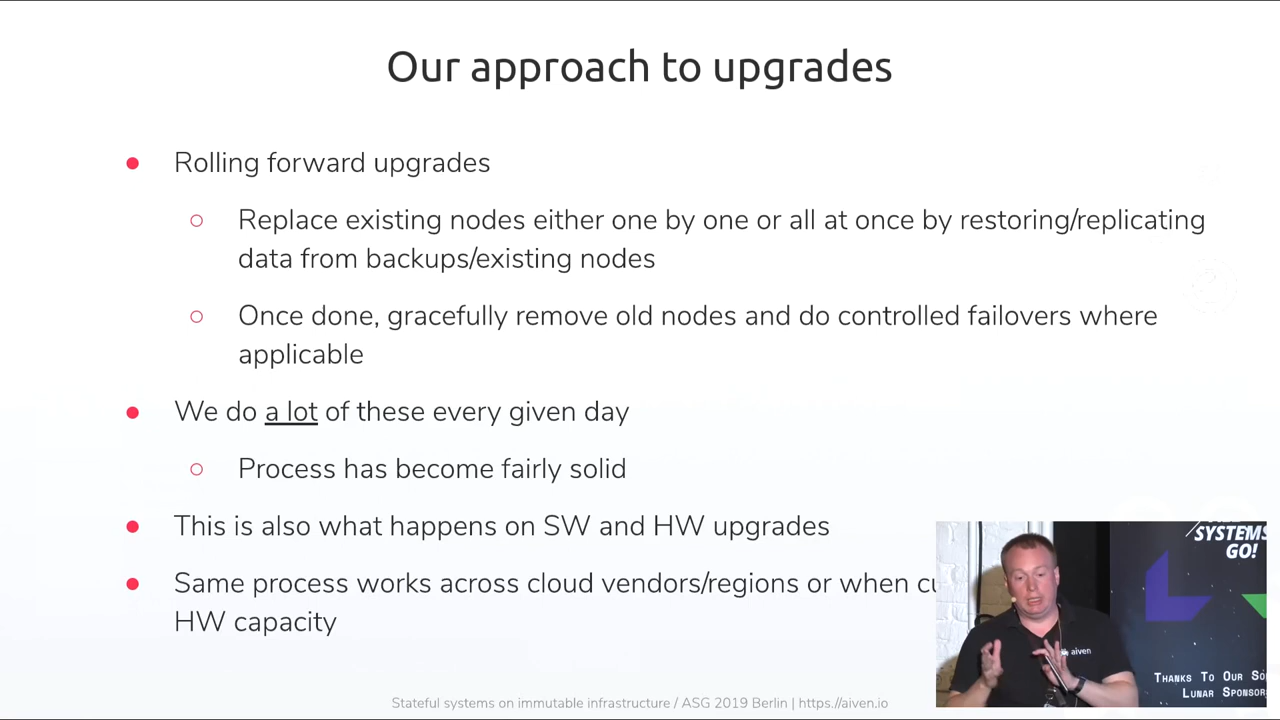 Our approach to upgrades
● Rolling forward upgrades
○ Replace existing nodes either one by one or all at once by restoring/replicating
data from backups/existing nodes
○ Once done, gracefully remove old nodes and do controlled failovers where
applicable
● We do a lot of these every given day
○ Process has become fairly solid
● This is also what happens on SW and HW upgrades
● Same process works across cloud vendors/regions or when
HW capacity
SYSTEMS
GO!
aiven
THANKS TO OUR
LUNAR
Stateful systems on immutable infrastructure / ASG 2019 Berlin | https://aiven.io